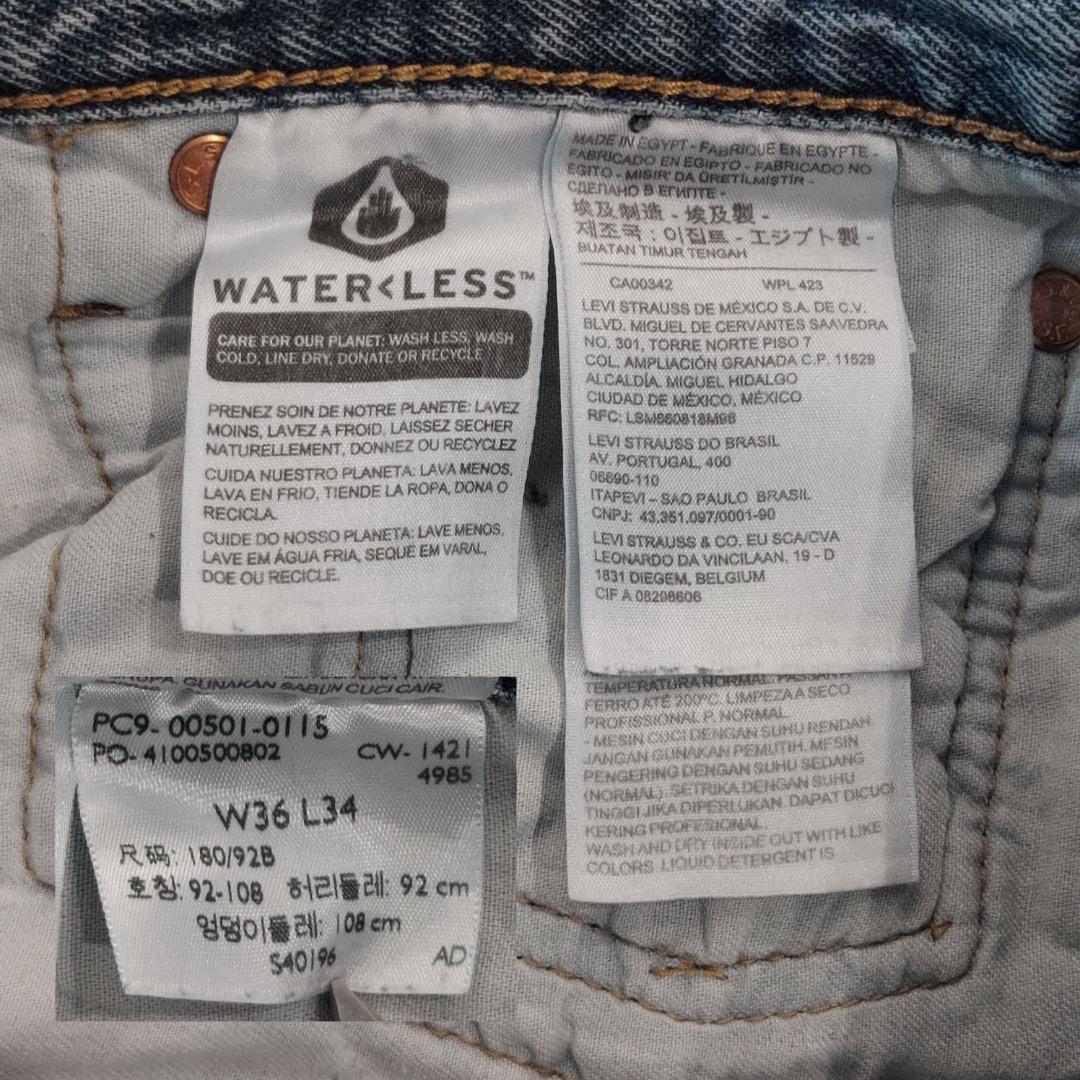 WATER<LESS™
CARE FOR OUR PLANET: WASH LESS, WASH
COLD, LINE DRY, DONATE OR RECYCLE
PRENEZ SOIN DE NOTRE PLANETE: LAVEZ
MOINS, LAVEZ A FROID, LAISSEZ SECHER
NATURELLEMENT, DONNEZ OU RECYCLEZ
CUIDA NUESTRO PLANETA: LAVA MENOS,
LAVA EN FRIO, TIENDE LA ROPA, DONA O
RECICLA.
CUIDE DO NOSSO PLANETA: LAVE MENOS,
LAVE EM ÁGUA FRIA, SEQUE EM VARAL,
DOE OU RECICLE.
MADE IN EGYPT - FABRIQUE EN EGYPTE -
FABRICADO EN EGIPTO - FABRICADO NO
EGITO - MISIR' DA ÜRETİLMİŞTİR -
СДЕЛАНО В ЕГИПТЕ -
埃及制造 - 埃及製 -
제조국 : 이집트 - エジプト製 -
BUATAN TIMUR TENGAH
CA00342 WPL 423
LEVI STRAUSS DE MÉXICO S.A. DE C.V.
BLVD. MIGUEL DE CERVANTES SAAVEDRA
NO. 301, TORRE NORTE PISO 7
COL. AMPLIACIÓN GRANADA C.P. 11529
ALCALDÍA. MIGUEL HIDALGO
CIUDAD DE MÉXICO, MÉXICO
RFC: LSM660818M96
LEVI STRAUSS DO BRASIL
AV. PORTUGAL, 400
06690-110
ITAPEVI – SAO PAULO BRASIL
CNPJ: 43.351.097/0001-90
LEVI STRAUSS & CO. EU SCA/CVA
LEONARDO DA VINCILAAN, 19 - D
1831 DIEGEM, BELGIUM
CIF A 08298606
TEMPERATURA NORMAL. PASSAR A
FERRO ATÉ 200ºC. LIMPEZA A SECO
PROFISSIONAL P. NORMAL
- MESIN CUCI DENGAN SUHU RENDAH
JANGAN GUNAKAN PEMUTIH. MESIN
PENGERING DENGAN SUHU SEDANG
(NORMAL). SETRIKA DENGAN SUHU
TINGGI JIKA DIPERLUKAN. DAPAT DICUCI
KERING PROFESIONAL.
WASH AND DRY INSIDE OUT WITH LIKE
COLORS. LIQUID DETERGENT IS
GUNAKAN SABUN CUCI CAIR.
PC9- 00501-0115
PO- 4100500802 CW- 1421
4985
W36 L34
尺码: 180/92B
호칭: 92-108 허리둘레: 92 cm
엉덩이둘레: 108 cm
S40196 AD